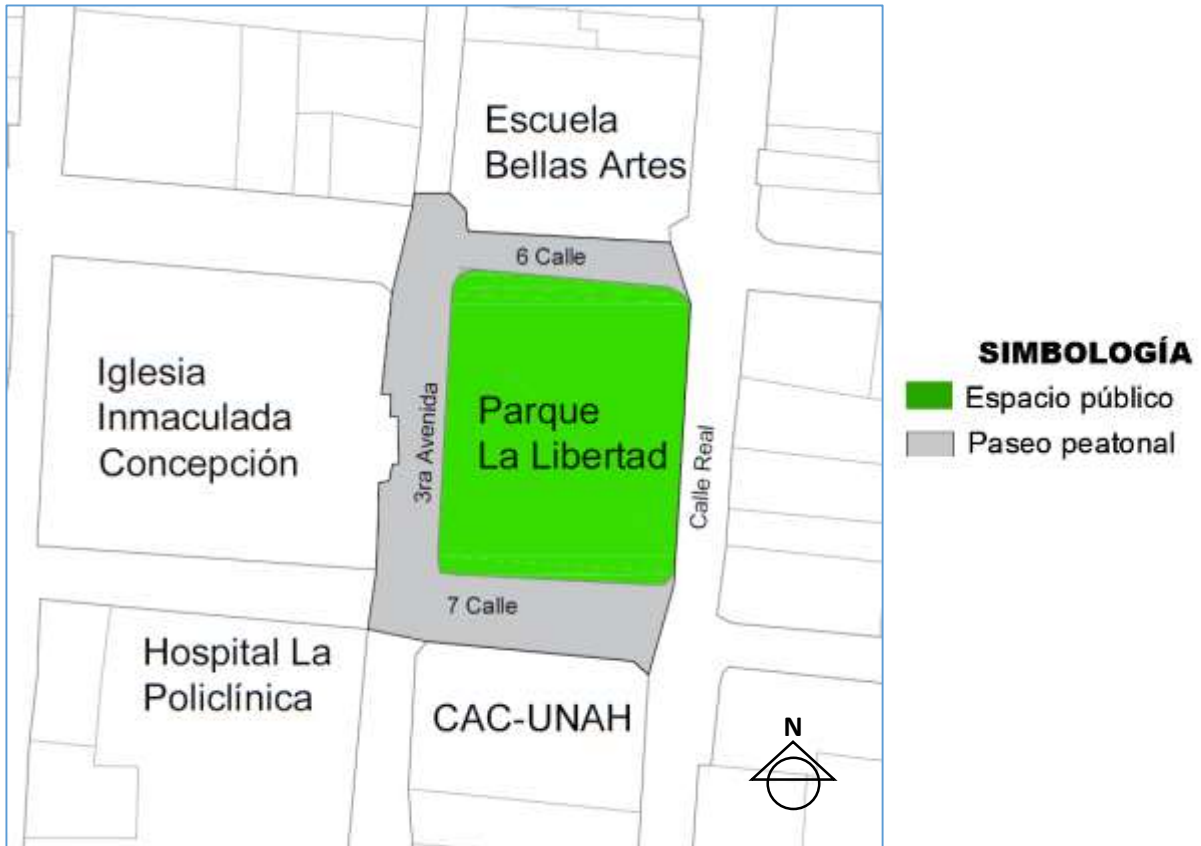 Escuela
Bellas Artes
6 Calle
Iglesia
Inmaculada
Concepción
3ra Avenida
Parque
La Libertad
Calle Real
7 Calle
Hospital La
Policlínica
CAC-UNAH
N
SIMBOLOGÍA
Espacio público
Paseo peatonal